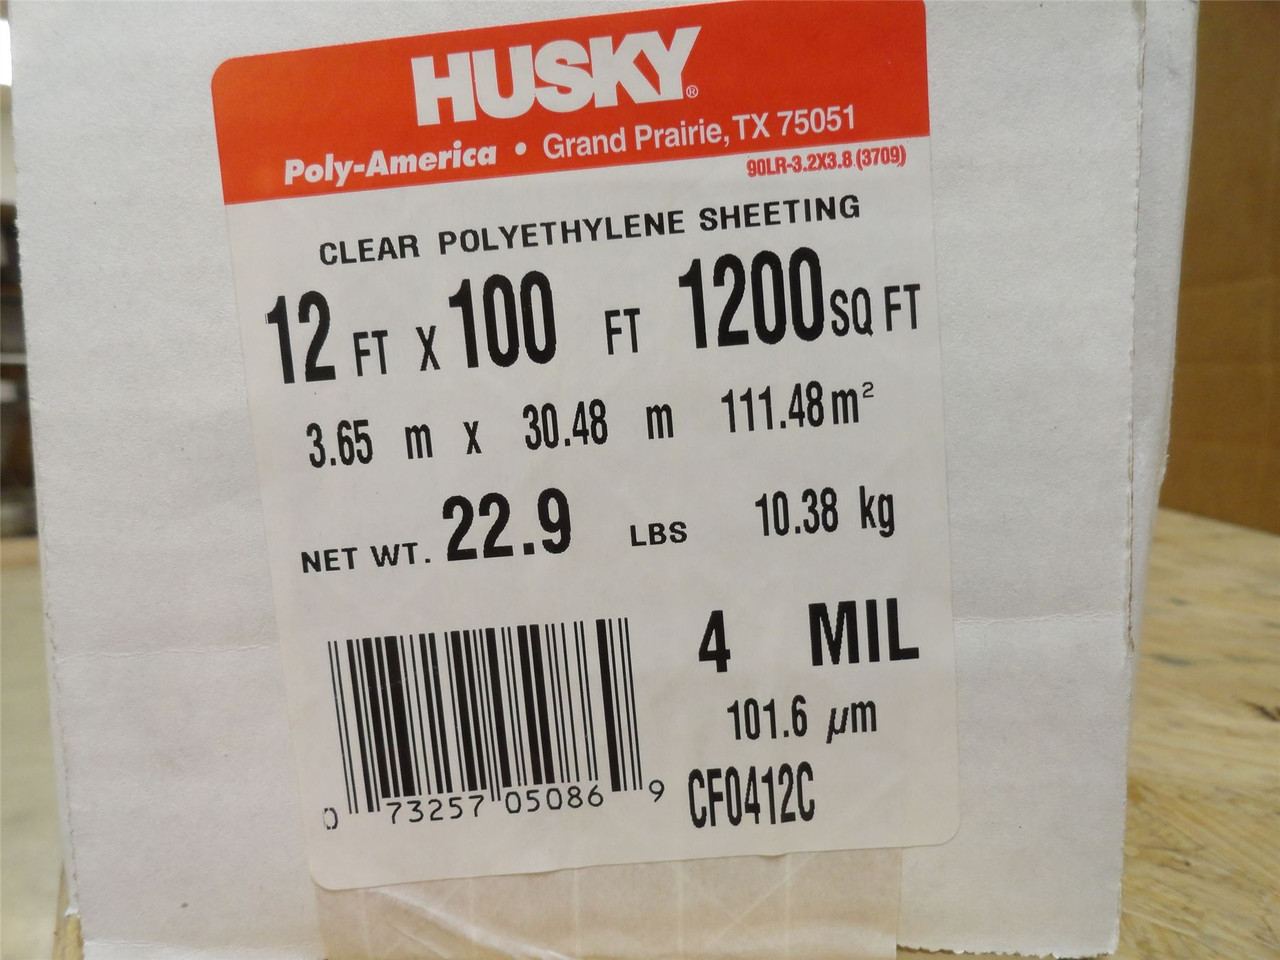 HUSKY®
Poly-America • Grand Prairie, TX 75051
90LR-3.2X3.8 (3709)
CLEAR POLYETHYLENE SHEETING
12 FT X 100 FT 1200 SQ FT
3.65 m x 30.48 m 111.48 m²
NET WT. 22.9 LBS 10.38 kg
4 MIL
101.6 µm
CF0412C
0 73257 05086 9